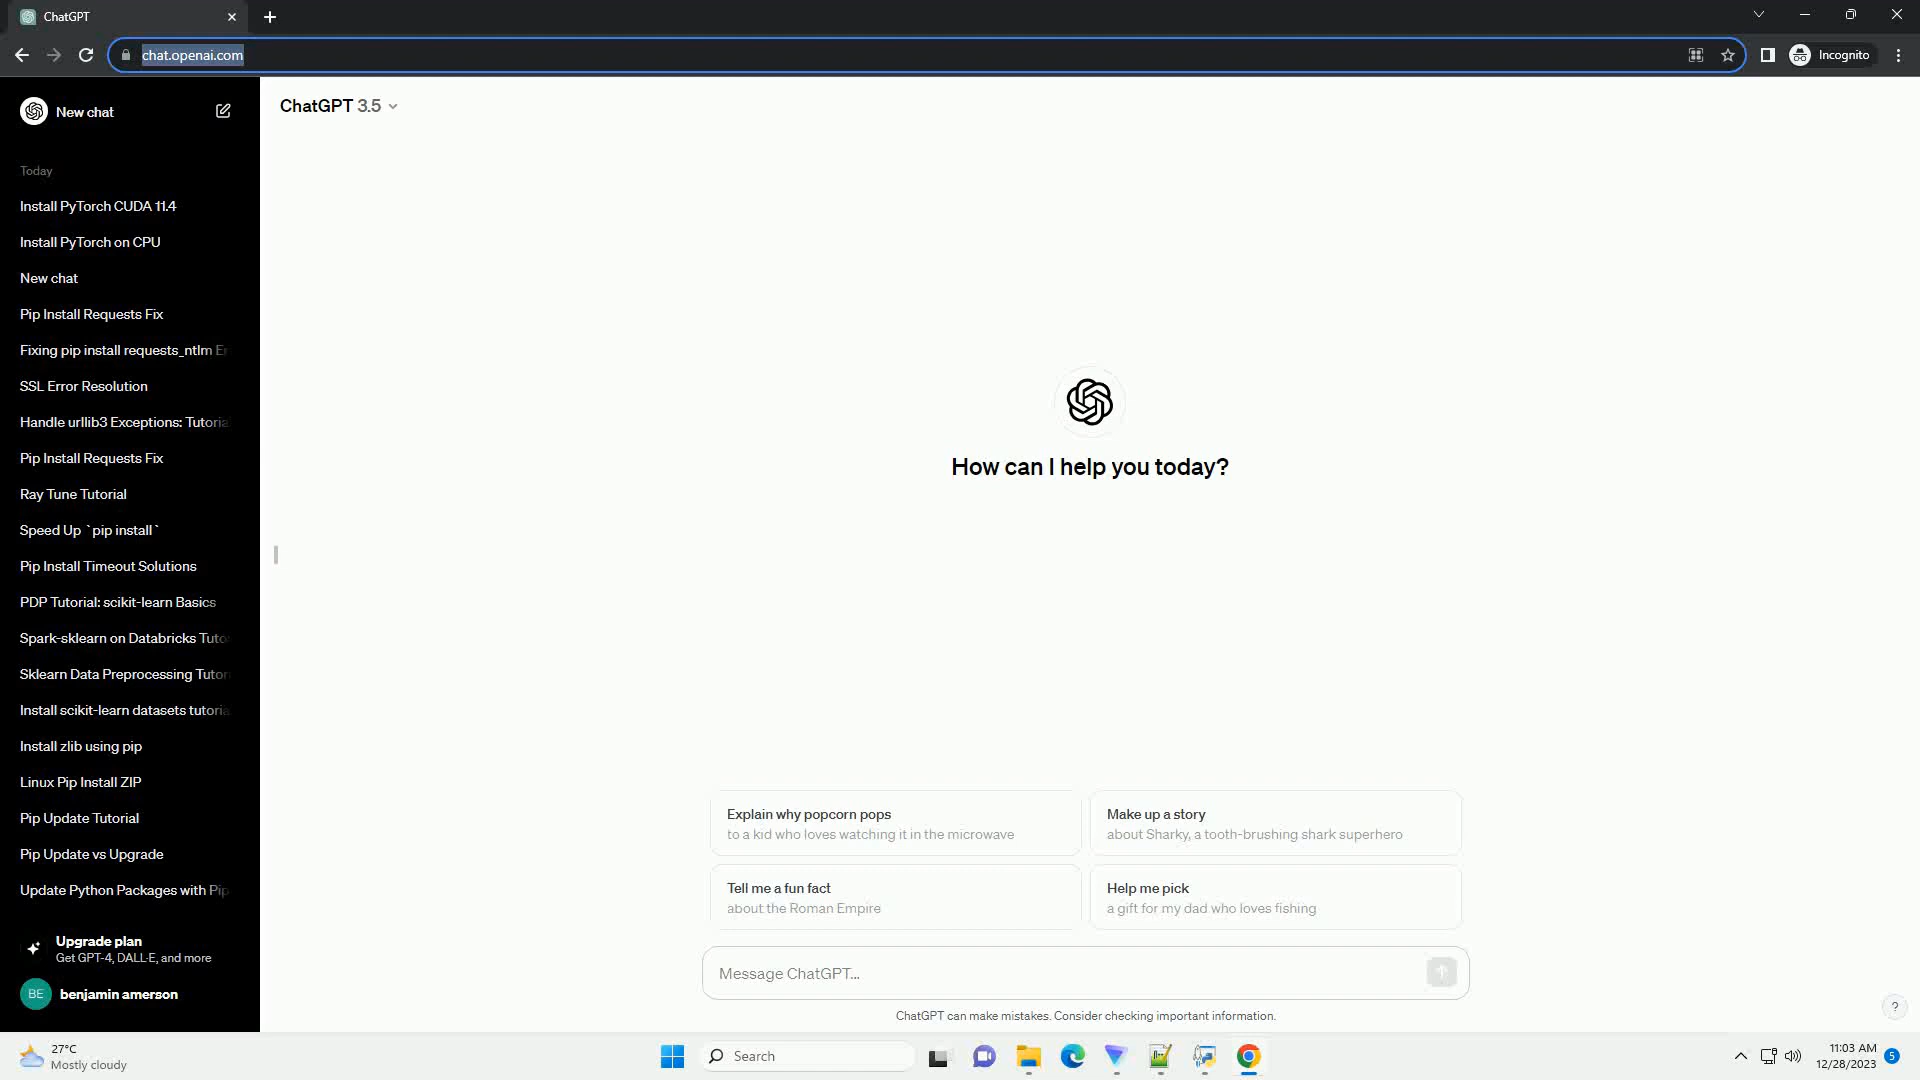 ChatGPT
chat.openai.com
Incognito
New chat
ChatGPT 3.5
Today
Install PyTorch CUDA 11.4
Install PyTorch on CPU
New chat
Pip Install Requests Fix
Fixing pip install requests_ntlm Er
SSL Error Resolution
Handle urllib3 Exceptions: Tutoria
Pip Install Requests Fix
Ray Tune Tutorial
Speed Up `pip install`
Pip Install Timeout Solutions
PDP Tutorial: scikit-learn Basics
Spark-sklearn on Databricks Tuto
Sklearn Data Preprocessing Tutor
Install scikit-learn datasets tutoria
Install zlib using pip
Linux Pip Install ZIP
Pip Update Tutorial
Pip Update vs Upgrade
Update Python Packages with Pip
Upgrade plan
Get GPT-4, DALL·E, and more
BE
benjamin amerson
How can I help you today?
Explain why popcorn pops
to a kid who loves watching it in the microwave
Make up a story
about Sharky, a tooth-brushing shark superhero
Tell me a fun fact
about the Roman Empire
Help me pick
a gift for my dad who loves fishing
Message ChatGPT...
ChatGPT can make mistakes. Consider checking important information.
?
27°C
Mostly cloudy
Search
11:03 AM
12/28/2023
5